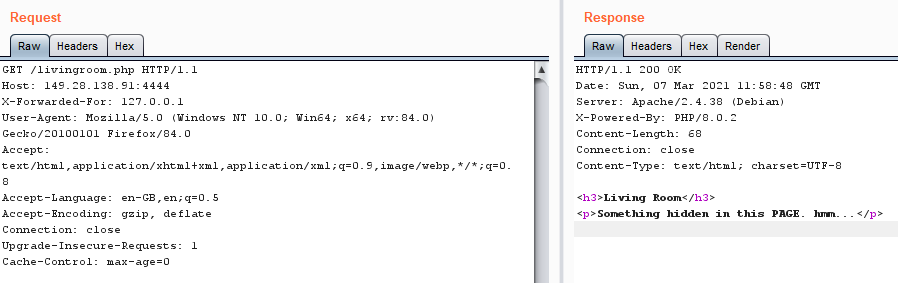 Request
Raw Headers Hex
GET /livingroom.php HTTP/1.1
Host: 149.28.138.91:4444
X-Forwarded-For: 127.0.0.1
User-Agent: Mozilla/5.0 (Windows NT 10.0; Win64; x64; rv:84.0)
Gecko/20100101 Firefox/84.0
Accept:
text/html,application/xhtml+xml,application/xml;q=0.9,image/webp,*/*;q=0.
8
Accept-Language: en-GB,en;q=0.5
Accept-Encoding: gzip, deflate
Connection: close
Upgrade-Insecure-Requests: 1
Cache-Control: max-age=0
Response
Raw Headers Hex Render
HTTP/1.1 200 OK
Date: Sun, 07 Mar 2021 11:58:48 GMT
Server: Apache/2.4.38 (Debian)
X-Powered-By: PHP/8.0.2
Content-Length: 68
Connection: close
Content-Type: text/html; charset=UTF-8
<h3>Living Room</h3>
<p>Something hidden in this PAGE. hmm...</p>